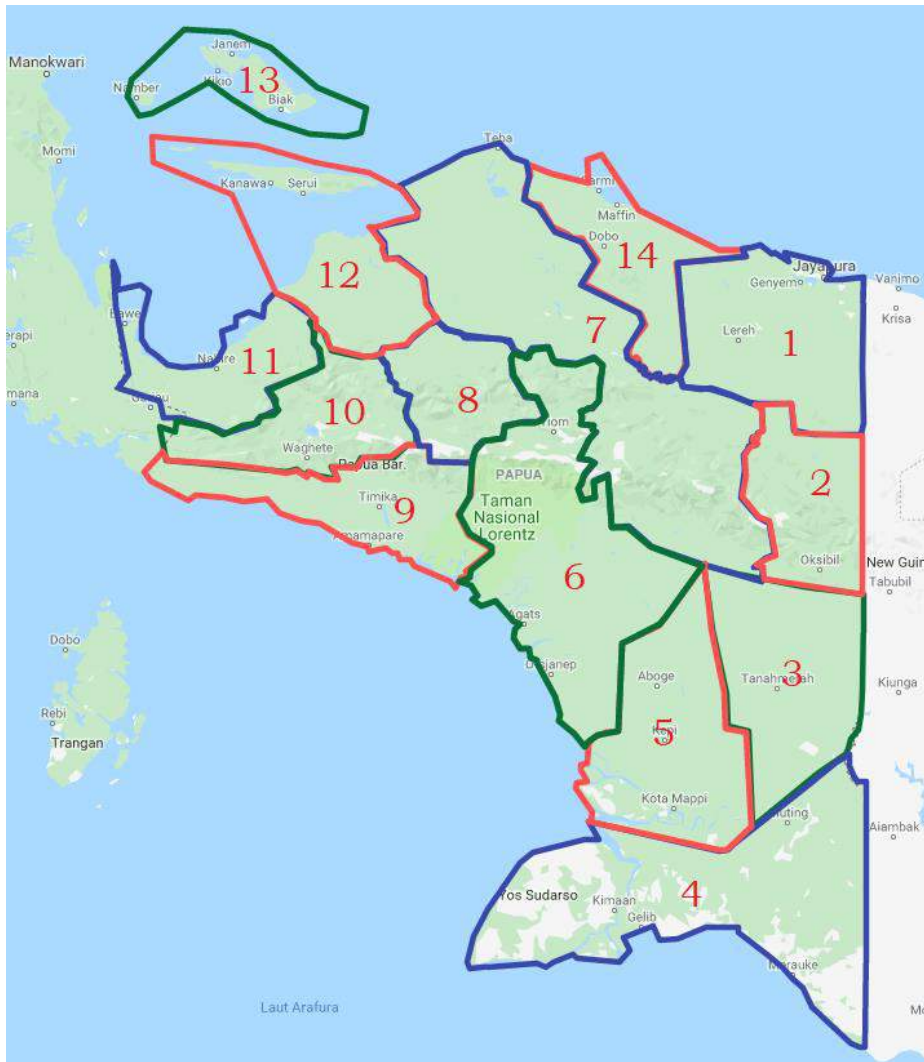 Manokwari
Janem
13
Kikio
Biak
Momi
Teba
Kanawa
Serui
Sarmi
Maffin
Dobo
14
12
Jayapura
Genyem
Vanimo
Krisa
Lereh
1
7
11
10
8
Waghete
Papua Bar.
PAPUA
Timika
9
Taman
Nasional
Lorentz
2
Oksibil
New Guin
Tabubil
6
Agats
Dobo
Aboge
Tanahmerah
3
Kiunga
Rebi
Trangan
Kepi
5
Kota Mappi
Aiambak
4
Yos Sudarso
Kimaan
Gelib
Merauke
Laut Arafura